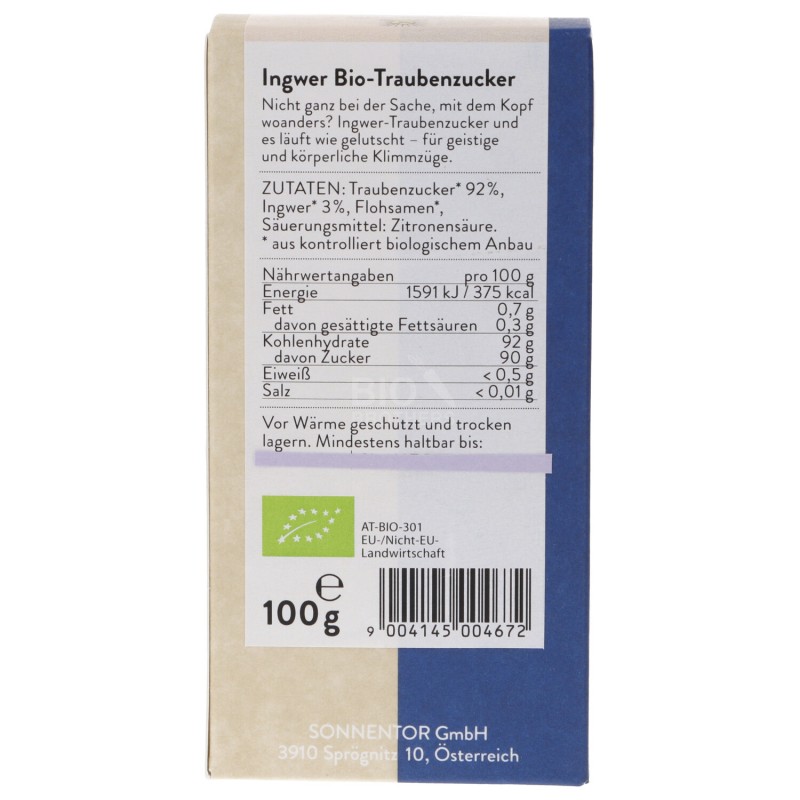 Ingwer Bio-Traubenzucker
Nicht ganz bei der Sache, mit dem Kopf
woanders? Ingwer-Traubenzucker und
es läuft wie gelutscht – für geistige
und körperliche Klimmzüge.
ZUTATEN: Traubenzucker* 92%,
Ingwer* 3%, Flohsamen*,
Säuerungsmittel: Zitronensäure.
* aus kontrolliert biologischem Anbau
Nährwertangaben pro 100 g
Energie 1591 kJ / 375 kcal
Fett 0,7 g
davon gesättigte Fettsäuren 0,3 g
Kohlenhydrate 92 g
davon Zucker 90 g
Eiweiß < 0,5 g
Salz < 0,01 g
BIO
Vor Wärme geschützt und trocken
lagern. Mindestens haltbar bis:
AT-BIO-301
EU-/Nicht-EU-
Landwirtschaft
e
100 g
9 004145 004672
SONNENTOR GmbH
3910 Sprögnitz 10, Österreich